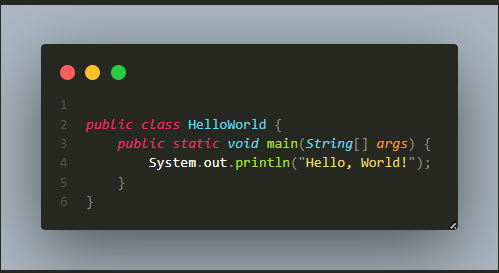 1
2 public class HelloWorld {
3     public static void main(String[] args) {
4         System.out.println("Hello, World!");
5     }
6 }